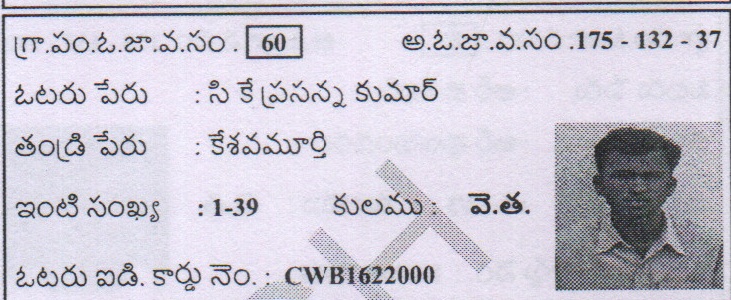 గ్రా.పం.ఓ.జా.వ.సం. 60 అ.ఓ.జా.వ.సం .175 - 132 - 37
ఓటరు పేరు : సి కే ప్రసన్న కుమార్
తండ్రి పేరు : కేశవమూర్తి
ఇంటి సంఖ్య : 1-39 కులము : వె.త.
ఓటరు ఐడి. కార్డు నెం. : CWB1622000